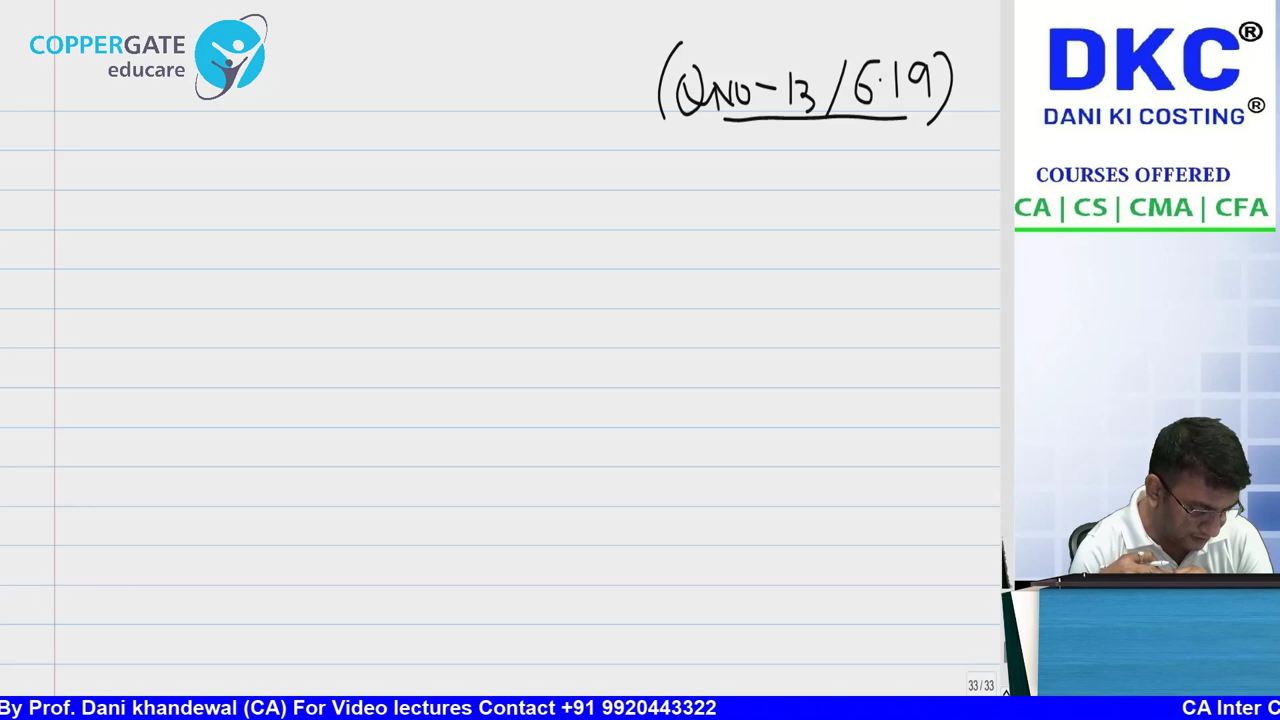 COPPERGATE
educare
(QNO-13/6.19)
DKC®
DANI KI COSTING®
COURSES OFFERED
CA | CS | CMA | CFA
33/33
By Prof. Dani khandewal (CA) For Video lectures Contact +91 9920443322
CA Inter C